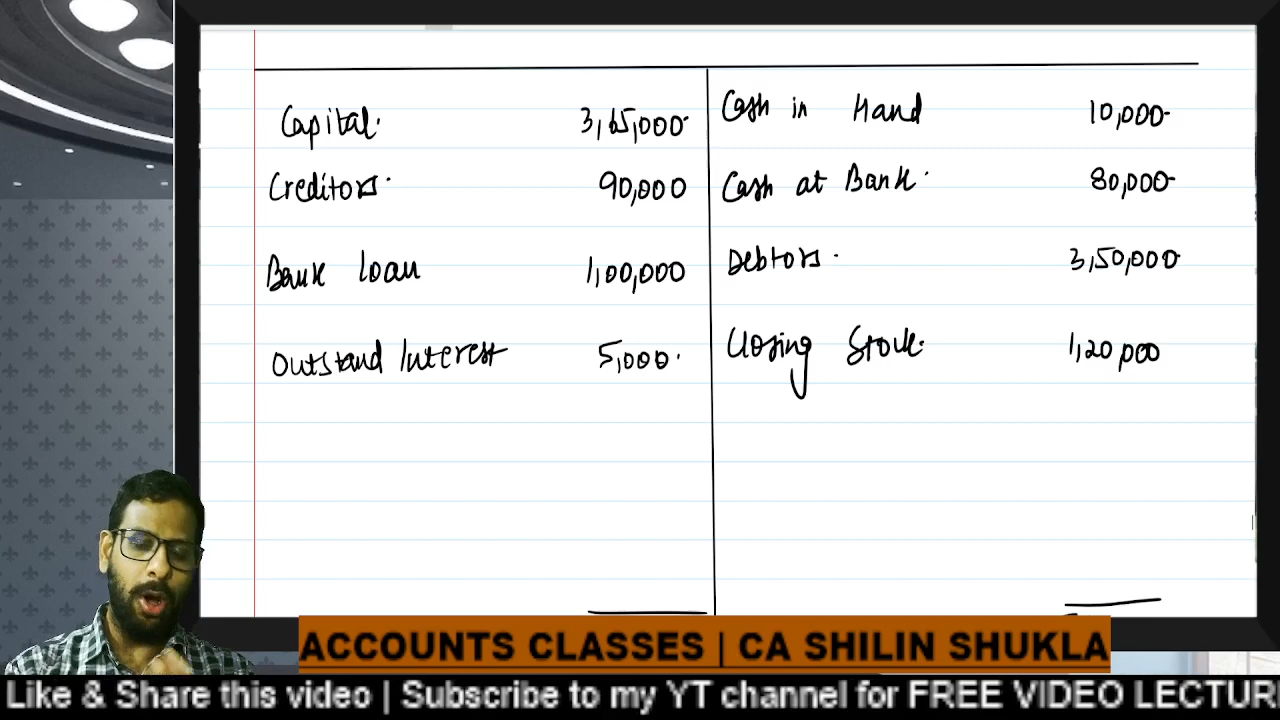 Capital. 3,65,000
Creditors. 90,000
Bank Loan 1,00,000
Outstand Interest 5,000.
Cash in Hand 10,000
Cash at Bank. 80,000
Debtors. 3,50,000
Closing Stock. 1,20,000
ACCOUNTS CLASSES | CA SHILIN SHUKLA
Like & Share this video | Subscribe to my YT channel for FREE VIDEO LECTUR